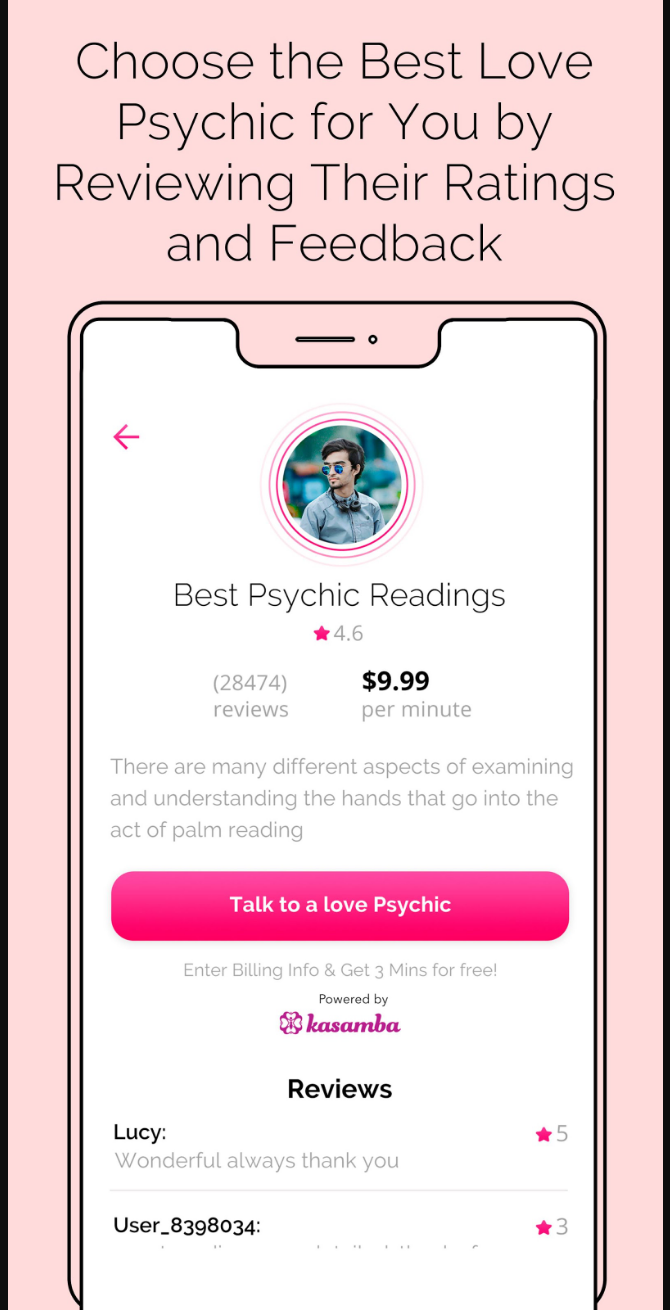 Choose the Best Love
Psychic for You by
Reviewing Their Ratings
and Feedback
Best Psychic Readings
4.6
(28474) $9.99
reviews per minute
There are many different aspects of examining
and understanding the hands that go into the
act of palm reading
Talk to a love Psychic
Enter Billing Info & Get 3 Mins for free!
Powered by
kasamba
Reviews
Lucy: 5
Wonderful always thank you
User_8398034: 3